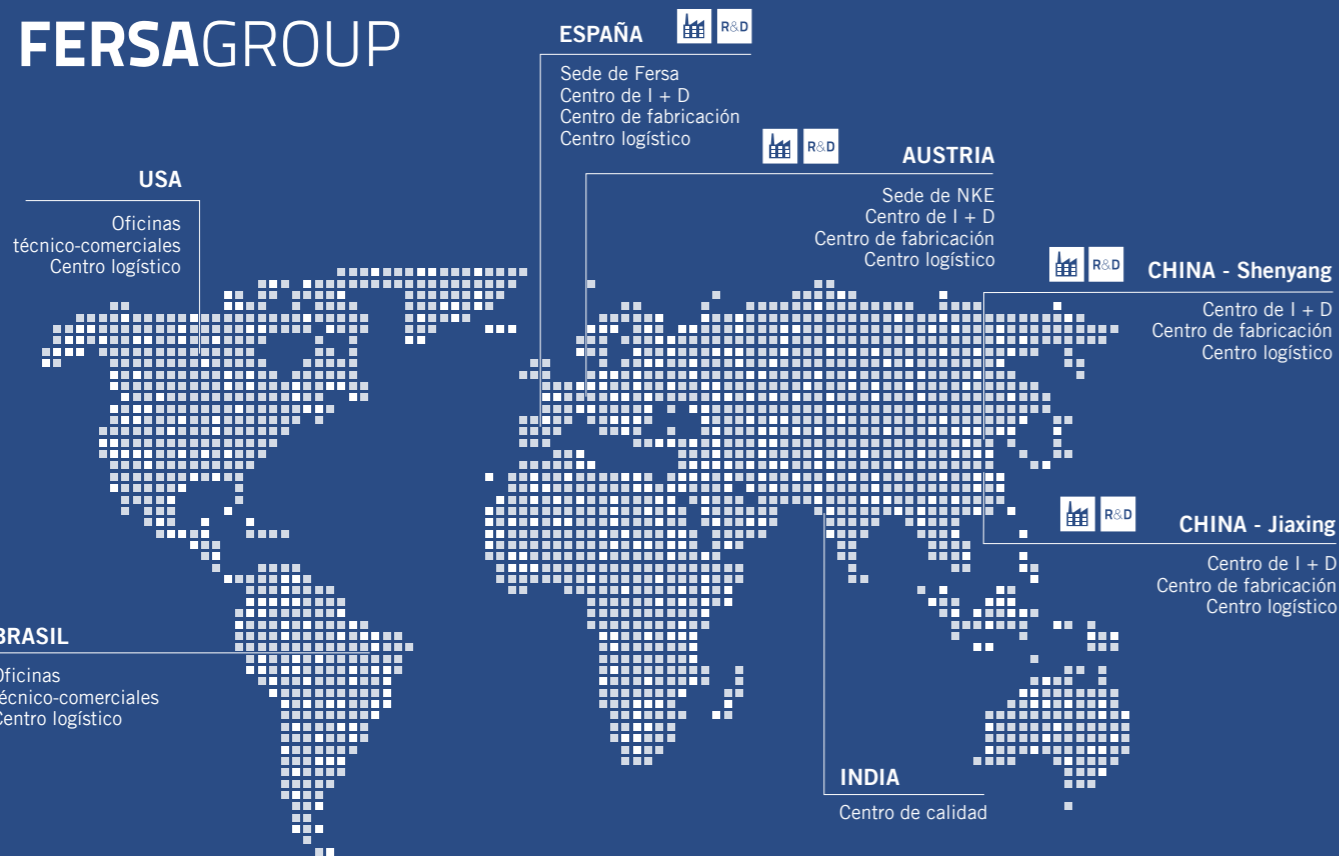 FERSAGROUP
ESPAÑA
R&D
Sede de Fersa
Centro de I + D
Centro de fabricación
Centro logístico
R&D
AUSTRIA
Sede de NKE
Centro de I + D
Centro de fabricación
Centro logístico
USA
Oficinas
técnico-comerciales
Centro logístico
R&D
CHINA - Shenyang
Centro de I + D
Centro de fabricación
Centro logístico
R&D
CHINA - Jiaxing
Centro de I + D
Centro de fabricación
Centro logístico
BRASIL
Oficinas
técnico-comerciales
Centro logístico
INDIA
Centro de calidad